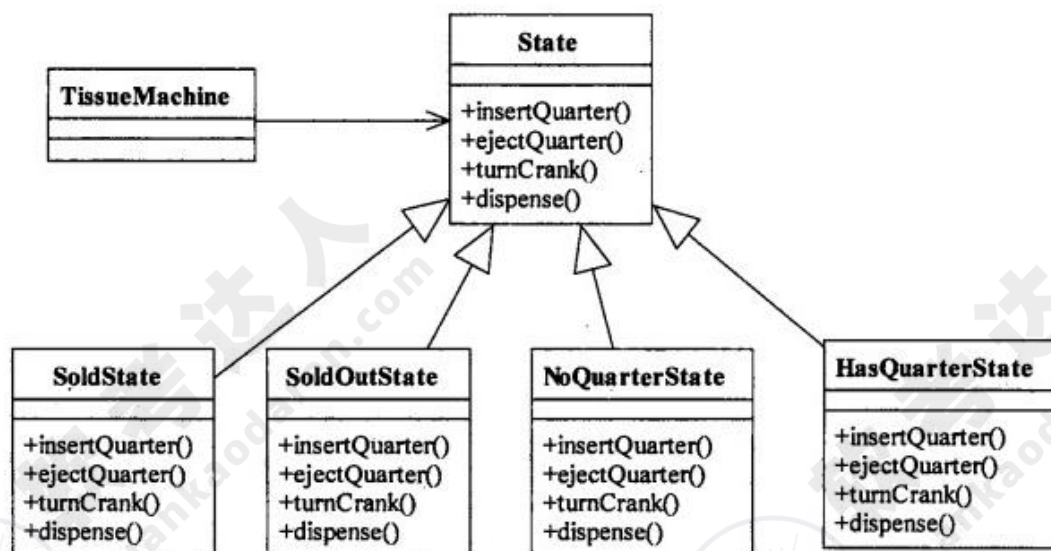 State
+insertQuarter()
+ejectQuarter()
+turnCrank()
+dispense()
TissueMachine
SoldState
+insertQuarter()
+ejectQuarter()
+turnCrank()
+dispense()
SoldOutState
+insertQuarter()
+ejectQuarter()
+turnCrank()
+dispense()
NoQuarterState
+insertQuarter()
+ejectQuarter()
+turnCrank()
+dispense()
HasQuarterState
+insertQuarter()
+ejectQuarter()
+turnCrank()
+dispense()